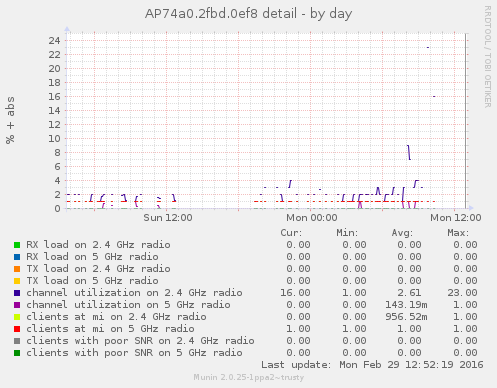 AP74a0.2fbd.0ef8 detail - by day
RRDTOOL / TOBI OETIKER
% + abs
24
22
20
18
16
14
12
10
8
6
4
2
0
Sun 12:00 Mon 00:00 Mon 12:00
Cur: Min: Avg: Max:
RX load on 2.4 GHz radio 0.00 0.00 0.00 0.00
RX load on 5 GHz radio 0.00 0.00 0.00 0.00
TX load on 2.4 GHz radio 0.00 0.00 0.00 0.00
TX load on 5 GHz radio 0.00 0.00 0.00 0.00
channel utilization on 2.4 GHz radio 16.00 1.00 2.61 23.00
channel utilization on 5 GHz radio 0.00 0.00 143.19m 1.00
clients at mi on 2.4 GHz radio 0.00 0.00 956.52m 1.00
clients at mi on 5 GHz radio 1.00 1.00 1.00 1.00
clients with poor SNR on 2.4 GHz radio 0.00 0.00 0.00 0.00
clients with poor SNR on 5 GHz radio 0.00 0.00 0.00 0.00
Last update: Mon Feb 29 12:52:19 2016
Munin 2.0.25-1ppa2~trusty